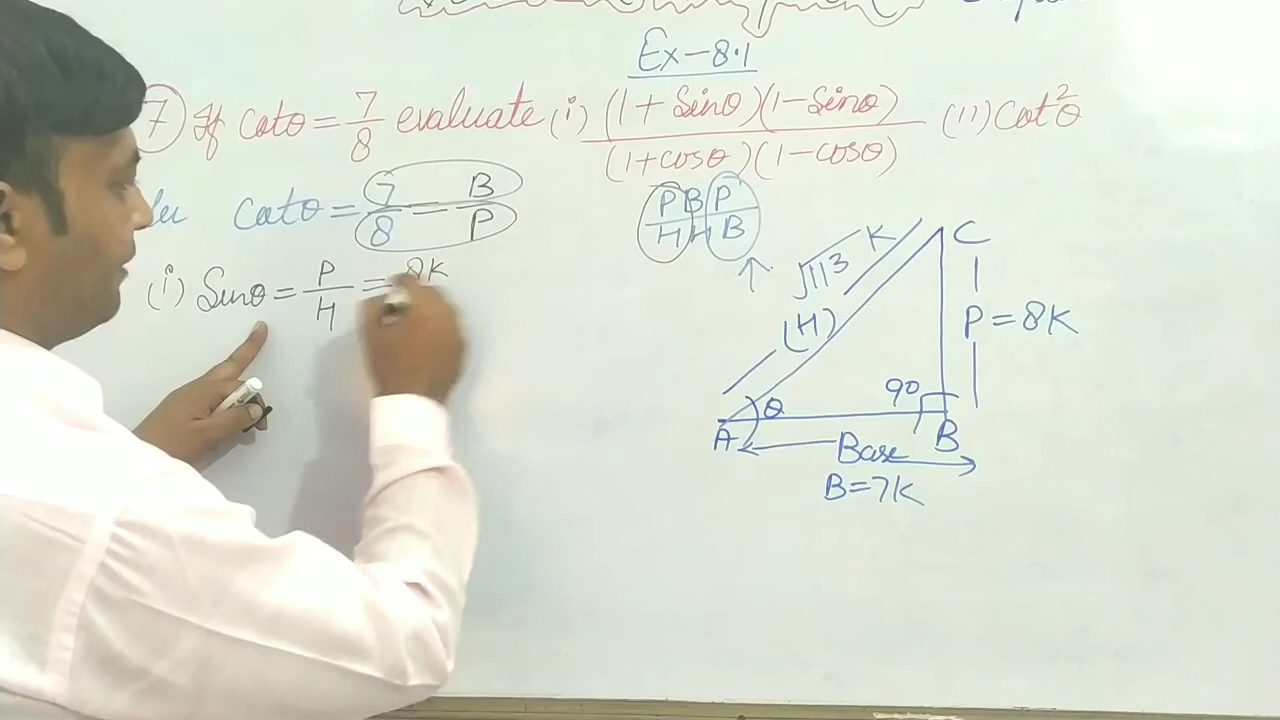 Ex-8.1
7) If cotθ = 7/8 evaluate (i) (1+Sinθ)(1-Sinθ)/(1+cosθ)(1-cosθ) (ii) Cot²θ
cotθ = 7/8 = B/P
P B P
H H B
(i) Sinθ = P/H = 8K
√113 K
(H)
C
P = 8K
90
θ
A
B
Base
B = 7K